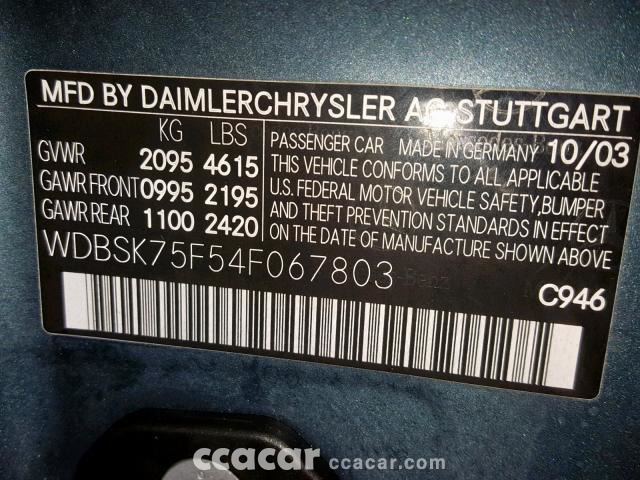 MFD BY DAIMLERCHRYSLER AG STUTTGART
KG LBS
GVWR 2095 4615
GAWR FRONT 0995 2195
GAWR REAR 1100 2420
PASSENGER CAR MADE IN GERMANY 10/03
THIS VEHICLE CONFORMS TO ALL APPLICABLE
U.S. FEDERAL MOTOR VEHICLE SAFETY, BUMPER
AND THEFT PREVENTION STANDARDS IN EFFECT
ON THE DATE OF MANUFACTURE SHOWN ABOVE
WDBSK75F54F067803
C946
ccacar ccacar.com